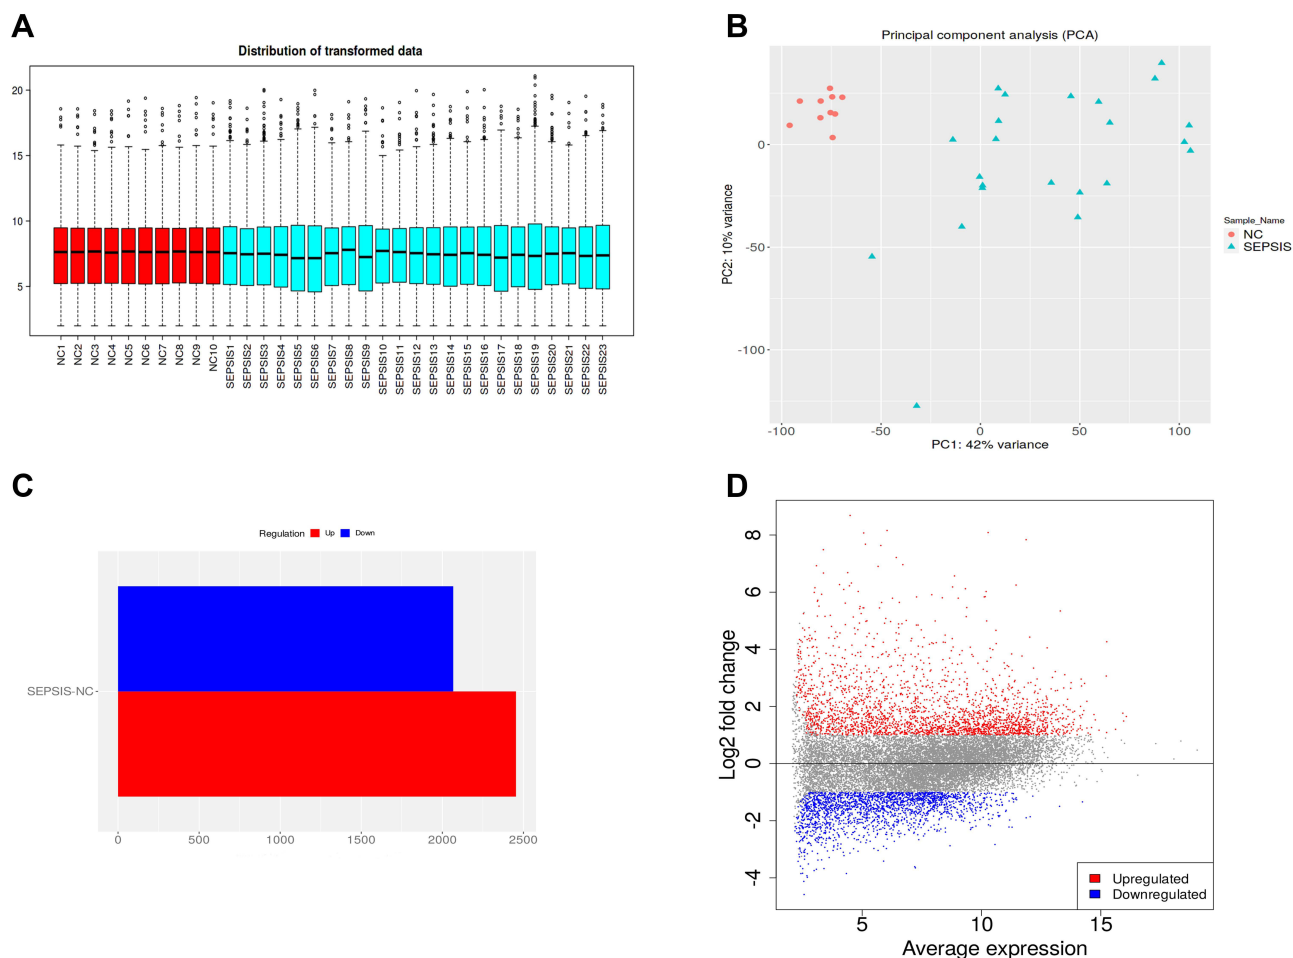 A
Distribution of transformed data
20
15
10
5
NC1
NC2
NC3
NC4
NC5
NC6
NC7
NC8
NC9
NC10
SEPSIS1
SEPSIS2
SEPSIS3
SEPSIS4
SEPSIS5
SEPSIS6
SEPSIS7
SEPSIS8
SEPSIS9
SEPSIS10
SEPSIS11
SEPSIS12
SEPSIS13
SEPSIS14
SEPSIS15
SEPSIS16
SEPSIS17
SEPSIS18
SEPSIS19
SEPSIS20
SEPSIS21
SEPSIS22
SEPSIS23
B
Principal component analysis (PCA)
PC2: 10% variance
0
-50
-100
-100 -50 0 50 100
PC1: 42% variance
Sample_Name
NC
SEPSIS
C
Regulation Up Down
SEPSIS-NC
0 500 1000 1500 2000 2500
D
Log2 fold change
8
6
4
2
0
-2
-4
Upregulated
Downregulated
5 10 15
Average expression